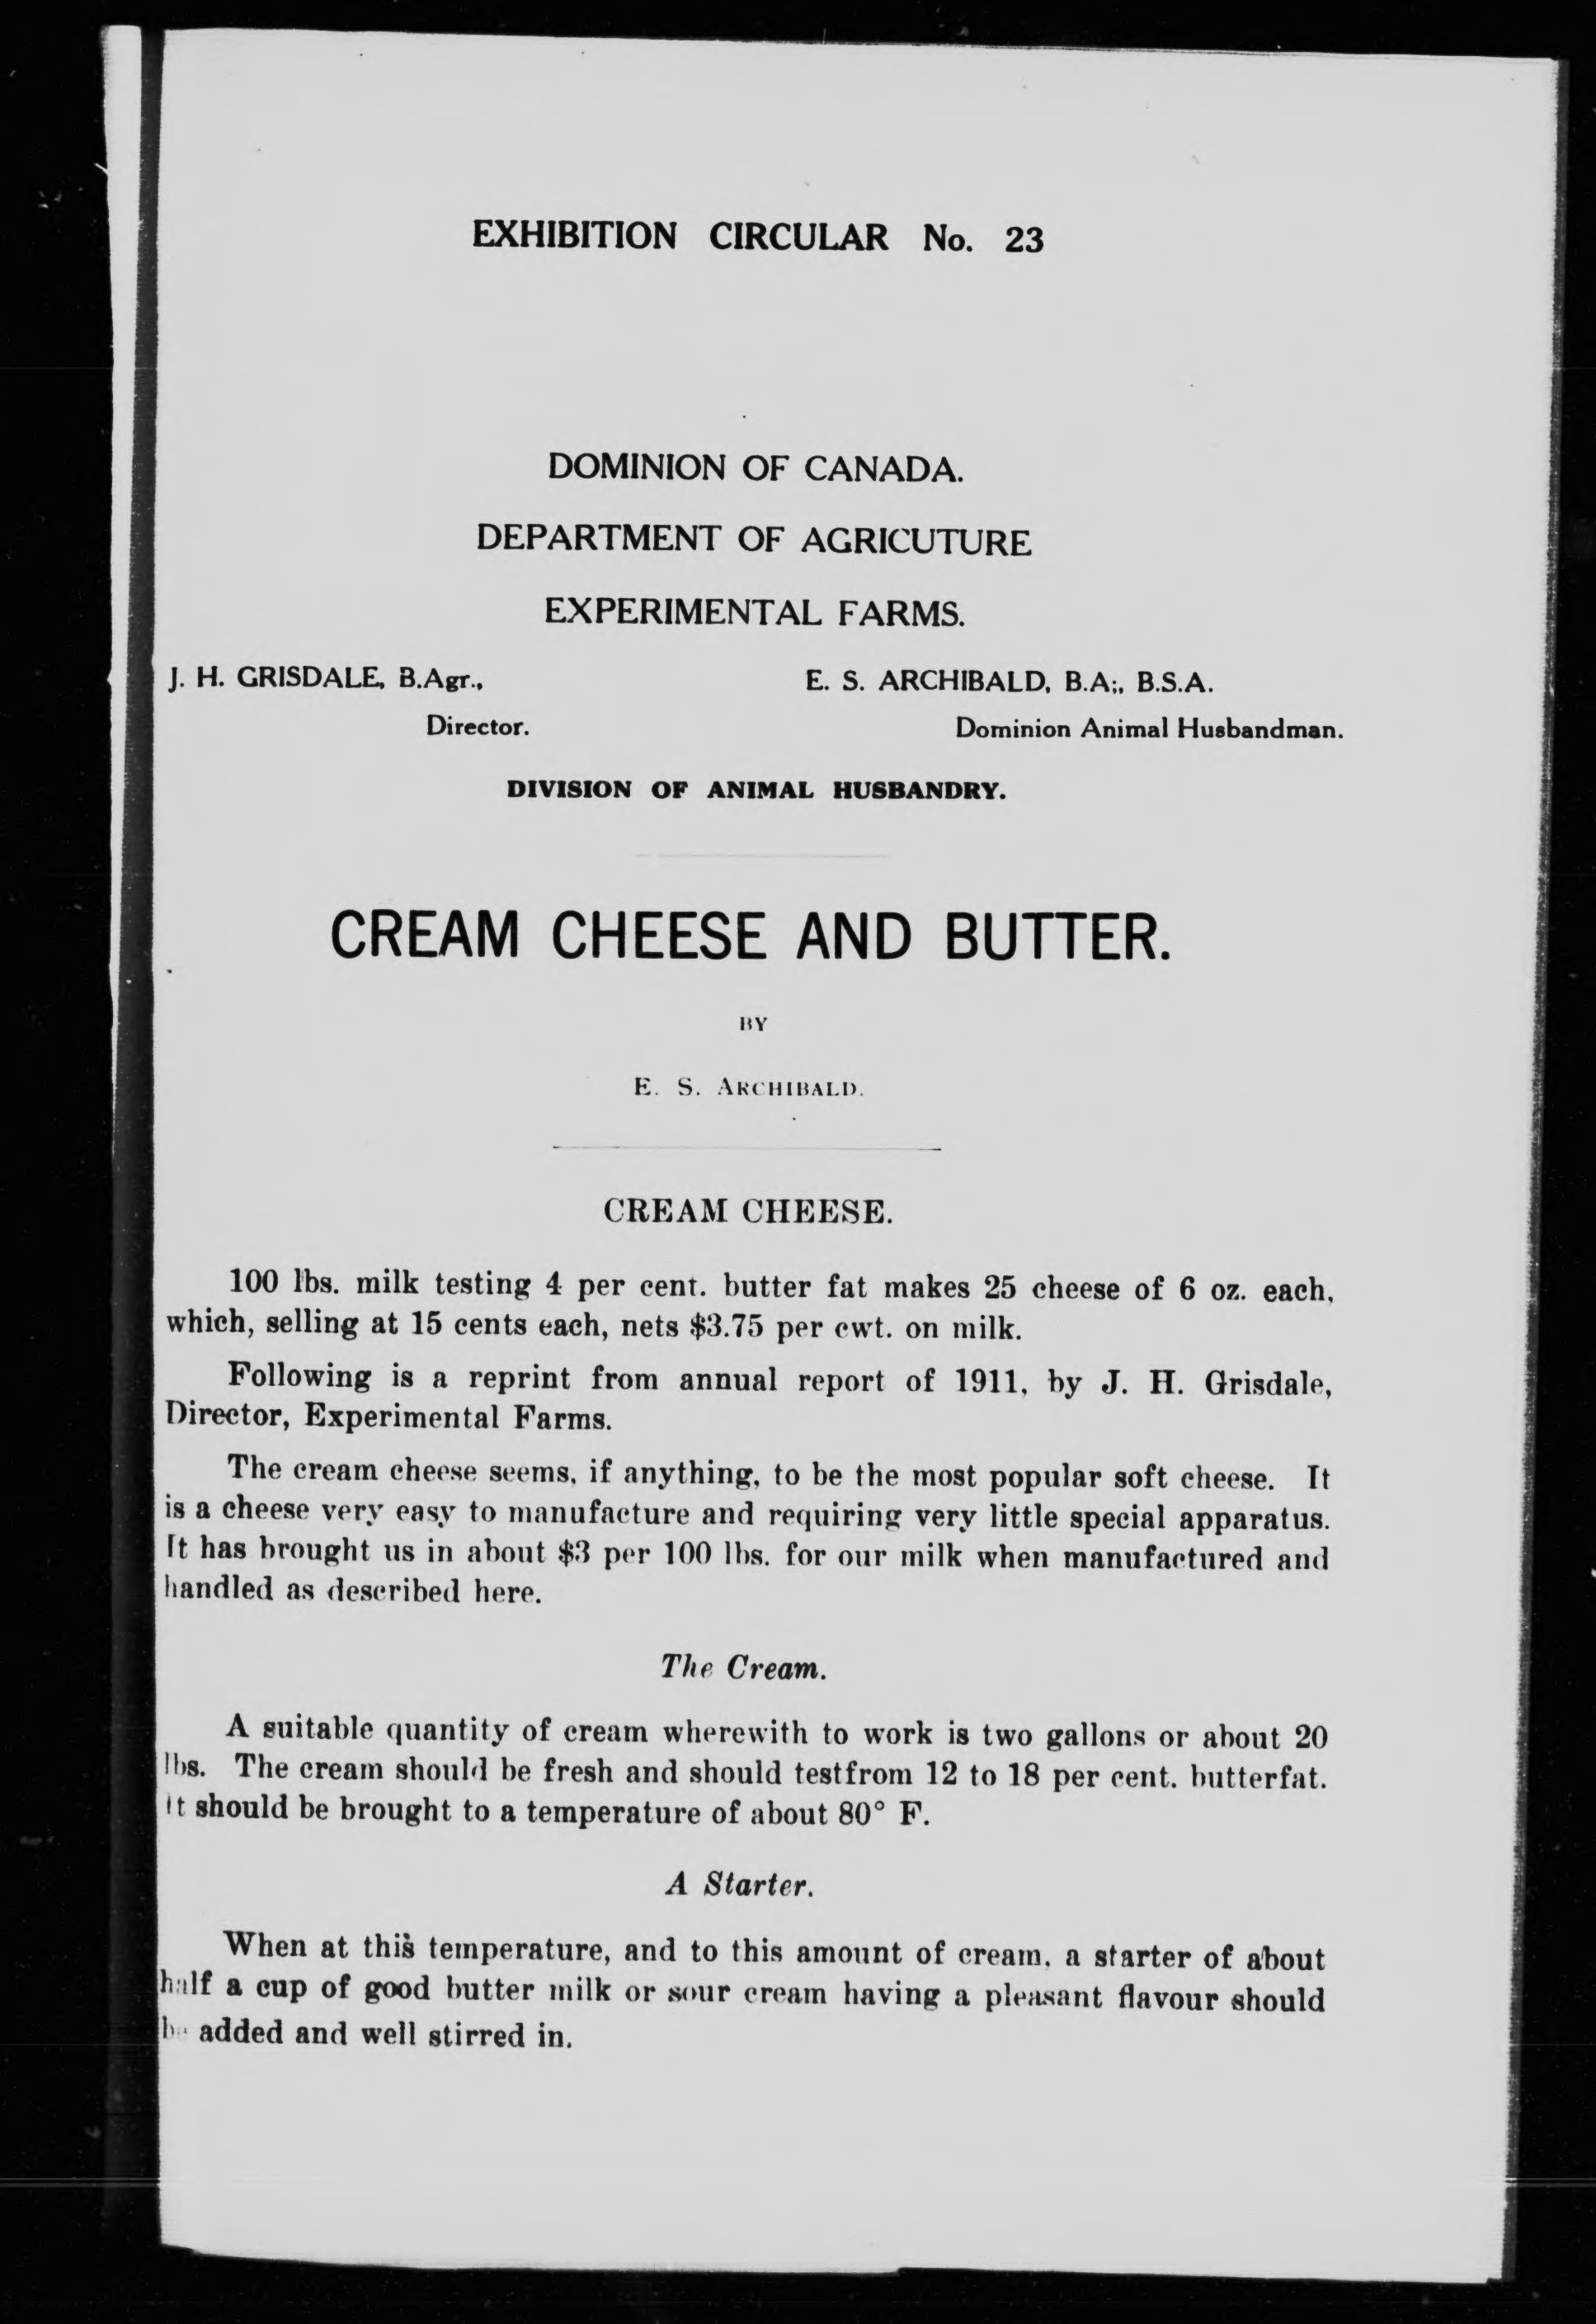 EXHIBITION CIRCULAR No. 23
DOMINION OF CANADA.
DEPARTMENT OF AGRICUTURE
EXPERIMENTAL FARMS.
J. H. GRISDALE, B.Agr., E. S. ARCHIBALD, B.A;, B.S.A.
Director. Dominion Animal Husbandman.
DIVISION OF ANIMAL HUSBANDRY.
CREAM CHEESE AND BUTTER.
BY
E. S. ARCHIBALD.
CREAM CHEESE.
100 lbs. milk testing 4 per cent. butter fat makes 25 cheese of 6 oz. each,
which, selling at 15 cents each, nets $3.75 per cwt. on milk.
Following is a reprint from annual report of 1911, by J. H. Grisdale,
Director, Experimental Farms.
The cream cheese seems, if anything, to be the most popular soft cheese. It
is a cheese very easy to manufacture and requiring very little special apparatus.
It has brought us in about $3 per 100 lbs. for our milk when manufactured and
handled as described here.
The Cream.
A suitable quantity of cream wherewith to work is two gallons or about 20
lbs. The cream should be fresh and should testfrom 12 to 18 per cent. butterfat.
It should be brought to a temperature of about 80° F.
A Starter.
When at this temperature, and to this amount of cream, a starter of about
half a cup of good butter milk or sour cream having a pleasant flavour should
be added and well stirred in.